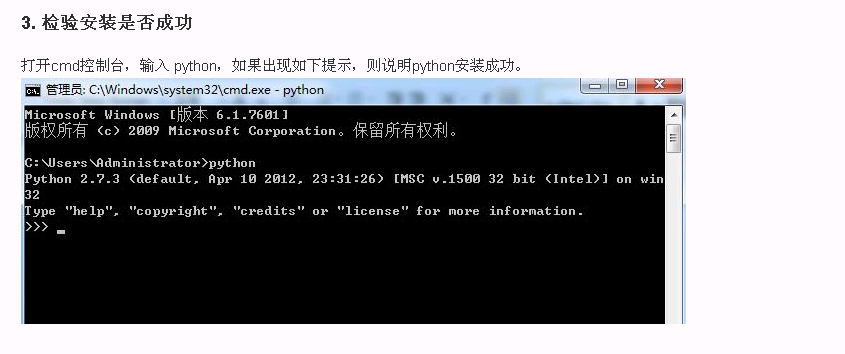 3. 检验安装是否成功
打开cmd控制台，输入 python，如果出现如下提示，则说明python安装成功。
管理员: C:\Windows\system32\cmd.exe - python
Microsoft Windows [版本 6.1.7601]
版权所有 (c) 2009 Microsoft Corporation。保留所有权利。
C:\Users\Administrator>python
Python 2.7.3 (default, Apr 10 2012, 23:31:26) [MSC v.1500 32 bit (Intel)] on win
32
Type "help", "copyright", "credits" or "license" for more information.
>>> _